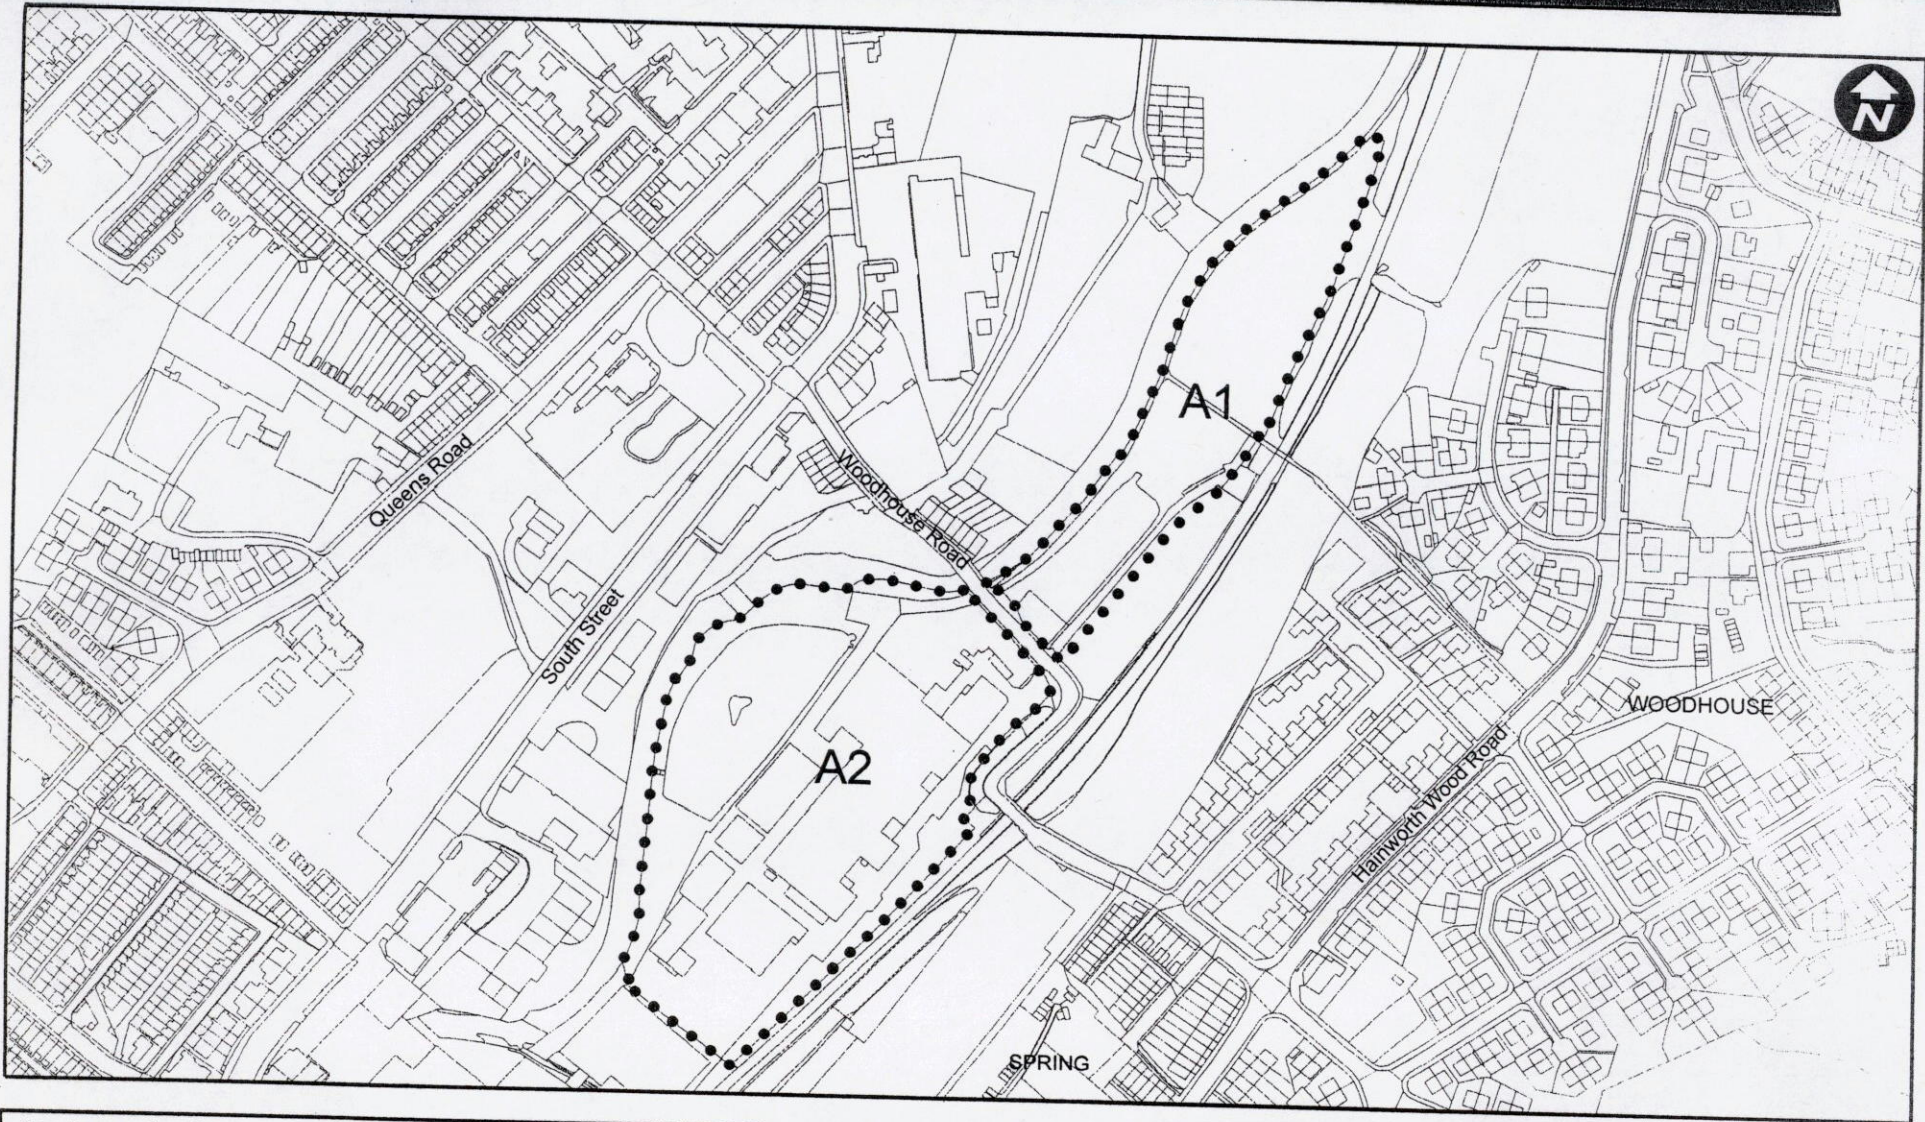 N
A1
Woodhouse Road
Queens Road
South Street
WOODHOUSE
A2
Hainworth Wood Road
SPRING